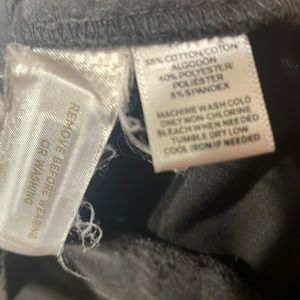 REMOVE BEFORE WEARING
OR WASHING
55% COTTON/COTON/
ALGODON
40% POLYESTER/
POLIESTER
5% SPANDEX
MACHINE WASH COLD
ONLY NON-CHLORINE
BLEACH WHEN NEEDED
TUMBLE DRY LOW
COOL IRON IF NEEDED